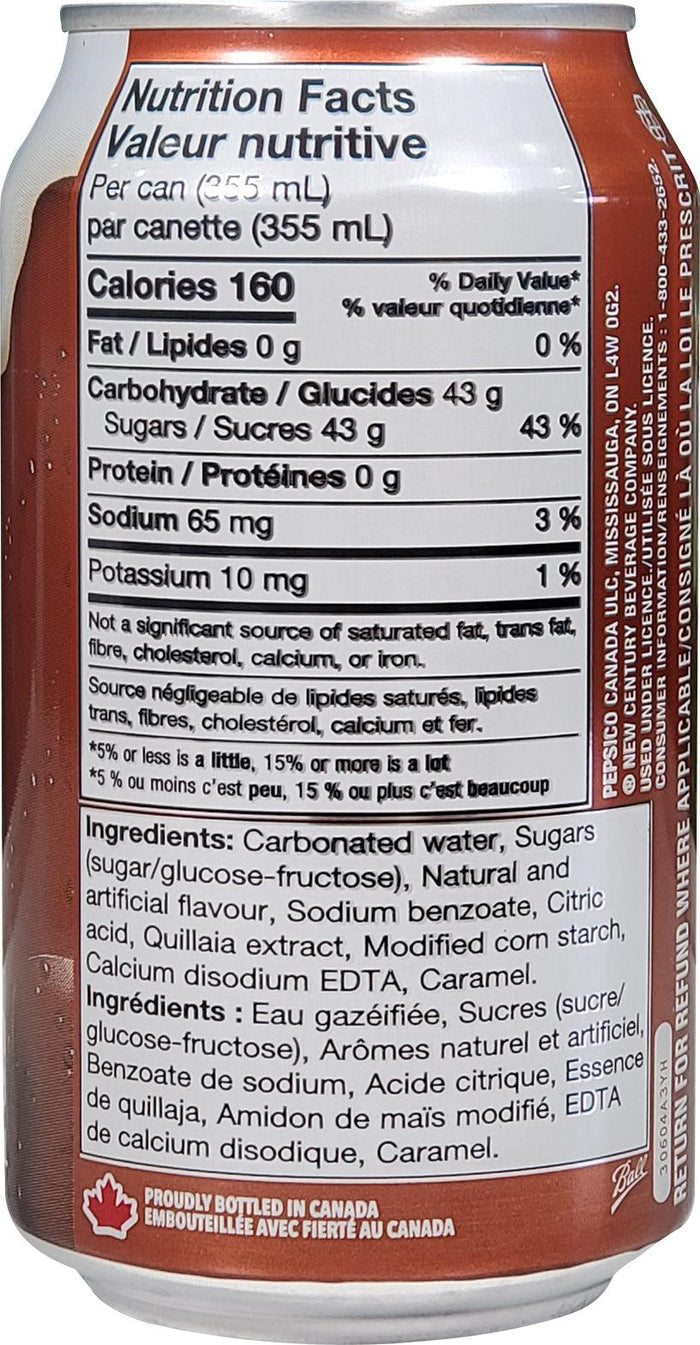 Nutrition Facts
Valeur nutritive
Per can (355 mL)
par canette (355 mL)
Calories 160
% Daily Value*
% valeur quotidienne*
Fat / Lipides 0 g 0 %
Carbohydrate / Glucides 43 g
Sugars / Sucres 43 g 43 %
Protein / Protéines 0 g
Sodium 65 mg 3 %
Potassium 10 mg 1 %
Not a significant source of saturated fat, trans fat,
fibre, cholesterol, calcium, or iron.
Source négligeable de lipides saturés, lipides
trans, fibres, cholestérol, calcium et fer.
*5% or less is a little, 15% or more is a lot
*5 % ou moins c'est peu, 15 % ou plus c'est beaucoup
Ingredients: Carbonated water, Sugars
(sugar/glucose-fructose), Natural and
artificial flavour, Sodium benzoate, Citric
acid, Quillaia extract, Modified corn starch,
Calcium disodium EDTA, Caramel.
Ingrédients : Eau gazéifiée, Sucres (sucre/
glucose-fructose), Arômes naturel et artificiel,
Benzoate de sodium, Acide citrique, Essence
de quillaja, Amidon de maïs modifié, EDTA
de calcium disodique, Caramel.
PROUDLY BOTTLED IN CANADA
EMBOUTEILLÉE AVEC FIERTÉ AU CANADA
PEPSICO CANADA ULC, MISSISSAUGA, ON L4W 0G2.
® NEW CENTURY BEVERAGE COMPANY.
USED UNDER LICENCE./UTILISÉE SOUS LICENCE.
CONSUMER INFORMATION/RENSEIGNEMENTS : 1-800-433-2652.
RETURN FOR REFUND WHERE APPLICABLE/CONSIGNÉ LÀ OÙ LA LOI LE PRESCRIT
Ball
30604A3YH